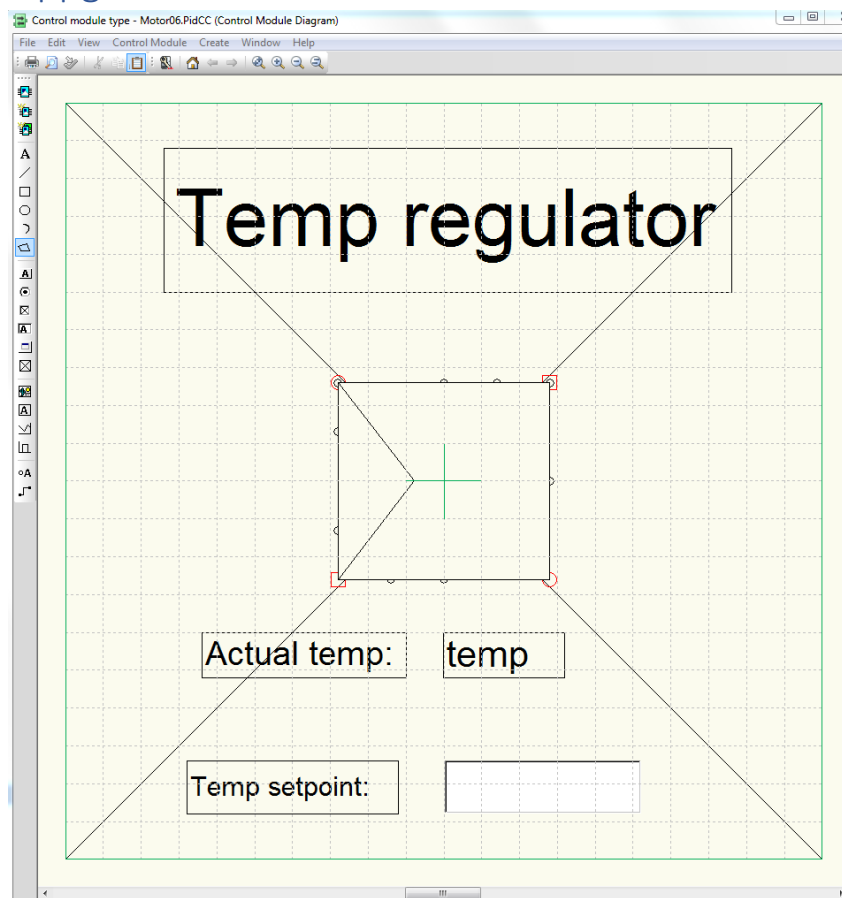 Control module type - Motor06.PidCC (Control Module Diagram)
File Edit View Control Module Create Window Help
Temp regulator
Actual temp: temp
Temp setpoint: